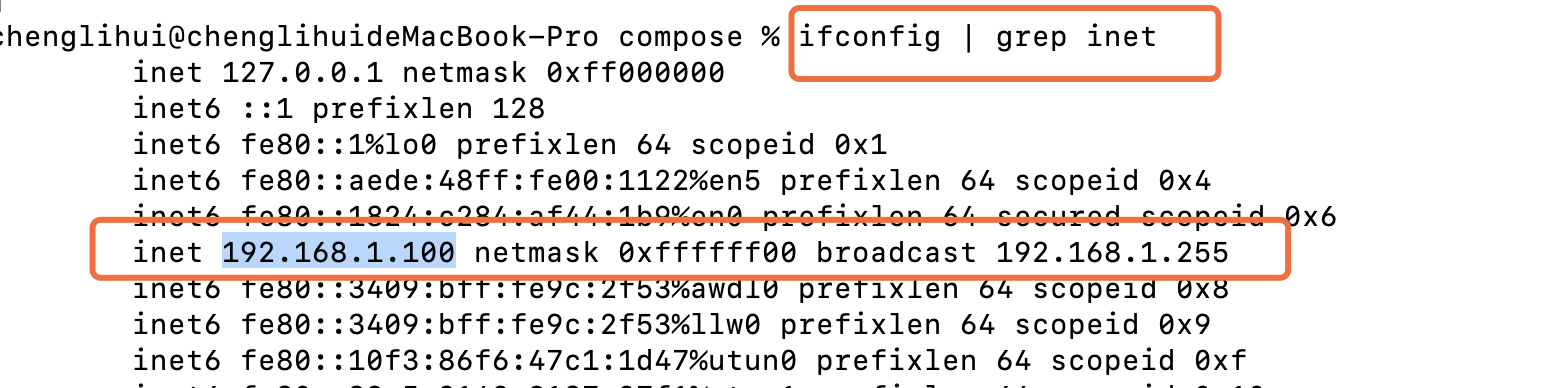 chenglihui@chenglihuideMacBook-Pro compose % ifconfig | grep inet
inet 127.0.0.1 netmask 0xff000000
inet6 ::1 prefixlen 128
inet6 fe80::1%lo0 prefixlen 64 scopeid 0x1
inet6 fe80::aede:48ff:fe00:1122%en5 prefixlen 64 scopeid 0x4
inet6 fe80::1824:c284:af44:1b9%en0 prefixlen 64 secured scopeid 0x6
inet 192.168.1.100 netmask 0xffffff00 broadcast 192.168.1.255
inet6 fe80::3409:bff:fe9c:2f53%awdl0 prefixlen 64 scopeid 0x8
inet6 fe80::3409:bff:fe9c:2f53%llw0 prefixlen 64 scopeid 0x9
inet6 fe80::10f3:86f6:47c1:1d47%utun0 prefixlen 64 scopeid 0xf